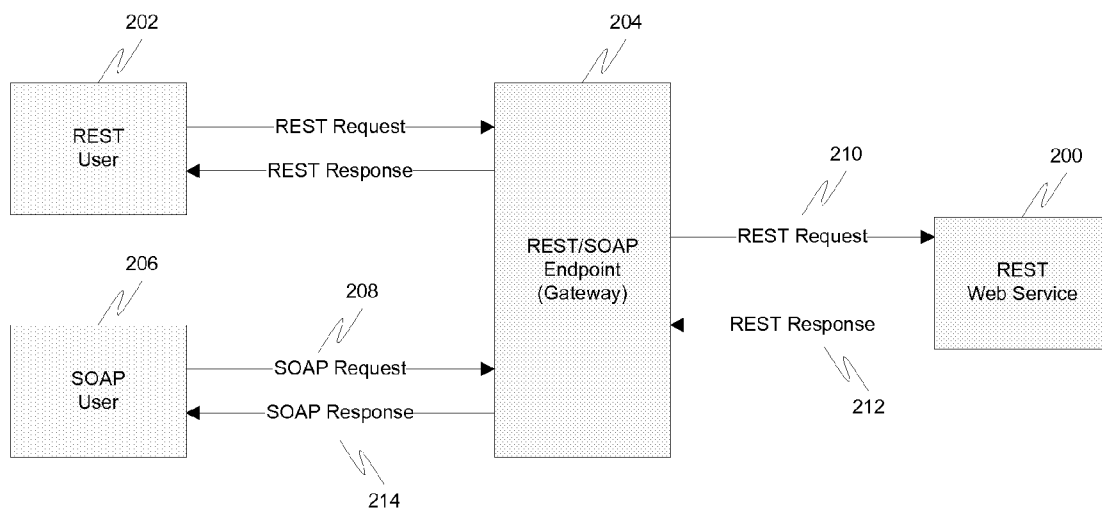 202
204
REST
User
REST Request
REST Response
210
200
REST Request
REST/SOAP
Endpoint
(Gateway)
REST
Web Service
REST Response
212
206
208
SOAP
User
SOAP Request
SOAP Response
214